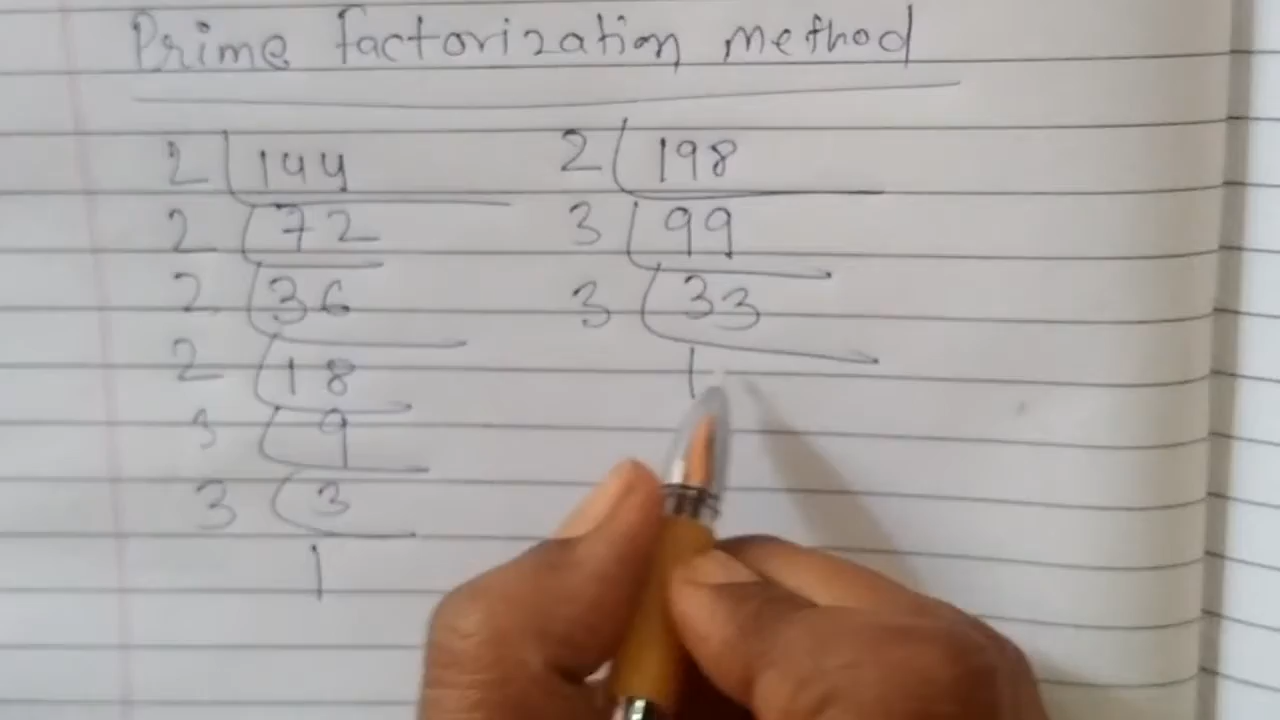 Prime factorization method
2 144 2 198
2 72 3 99
2 36 3 33
2 18 1
3 9
3 3
1